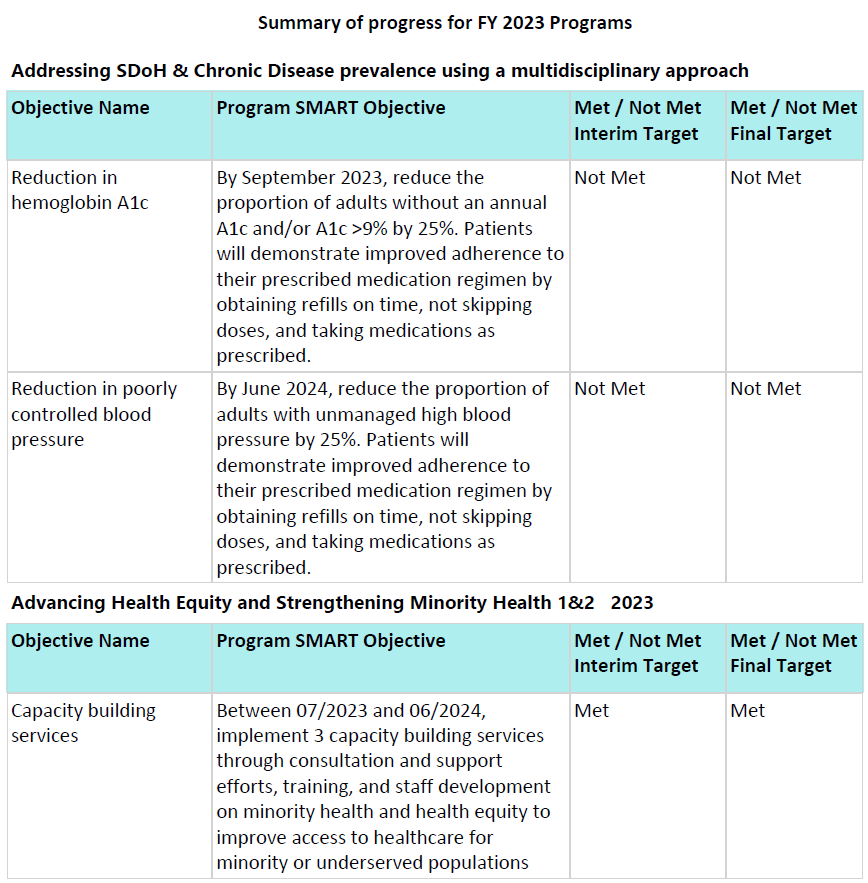 Summary of progress for FY 2023 Programs
Addressing SDoH & Chronic Disease prevalence using a multidisciplinary approach
Objective Name
Program SMART Objective
Met / Not Met
Interim Target
Met / Not Met
Final Target
Reduction in
hemoglobin A1c
By September 2023, reduce the
proportion of adults without an annual
A1c and/or A1c >9% by 25%. Patients
will demonstrate improved adherence to
their prescribed medication regimen by
obtaining refills on time, not skipping
doses, and taking medications as
prescribed.
Not Met
Not Met
Reduction in poorly
controlled blood
pressure
By June 2024, reduce the proportion of
adults with unmanaged high blood
pressure by 25%. Patients will
demonstrate improved adherence to
their prescribed medication regimen by
obtaining refills on time, not skipping
doses, and taking medications as
prescribed.
Not Met
Not Met
Advancing Health Equity and Strengthening Minority Health 1&2 2023
Objective Name
Program SMART Objective
Met / Not Met
Interim Target
Met / Not Met
Final Target
Capacity building
services
Between 07/2023 and 06/2024,
implement 3 capacity building services
through consultation and support
efforts, training, and staff development
on minority health and health equity to
improve access to healthcare for
minority or underserved populations
Met
Met